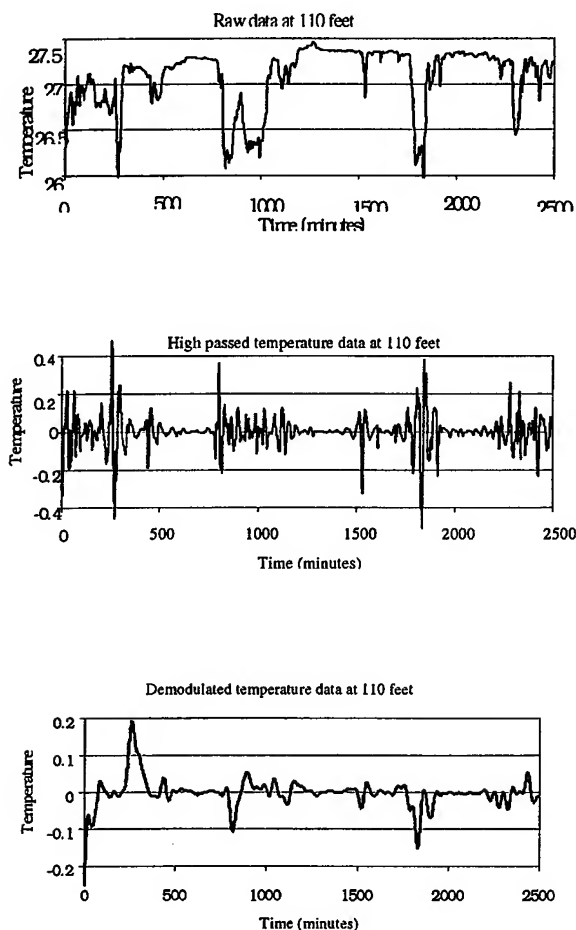 Raw data at 110 feet
27.5
27
26.5
26
Temperature
0 500 1000 1500 2000 2500
Time (minutes)
High passed temperature data at 110 feet
0.4
0.2
0
-0.2
-0.4
Temperature
0 500 1000 1500 2000 2500
Time (minutes)
Demodulated temperature data at 110 feet
0.2
0.1
0
-0.1
-0.2
Temperature
0 500 1000 1500 2000 2500
Time (minutes)